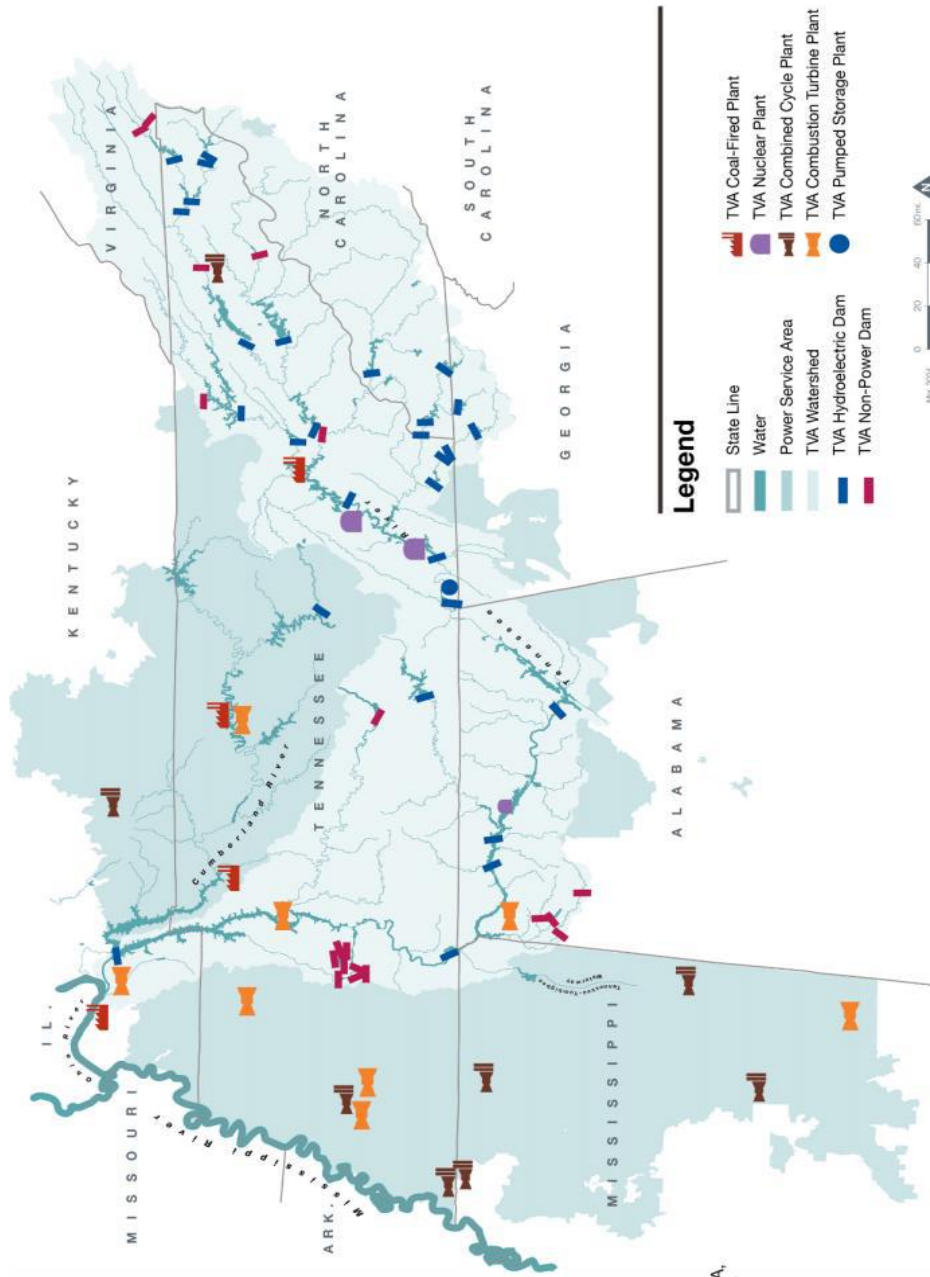 IL.
MISSOURI
ARK.
KENTUCKY
VIRGINIA
NORTH
CAROLINA
SOUTH
CAROLINA
TENNESSEE
GEORGIA
ALABAMA
MISSISSIPPI
Ohio River
Mississippi River
Cumberland River
Tennessee
River
Tennessee-Tombigbee
Waterway
Legend
State Line
Water
Power Service Area
TVA Watershed
TVA Hydroelectric Dam
TVA Non-Power Dam
TVA Coal-Fired Plant
TVA Nuclear Plant
TVA Combined Cycle Plant
TVA Combustion Turbine Plant
TVA Pumped Storage Plant
0 20 40 60 mi.
N
A,